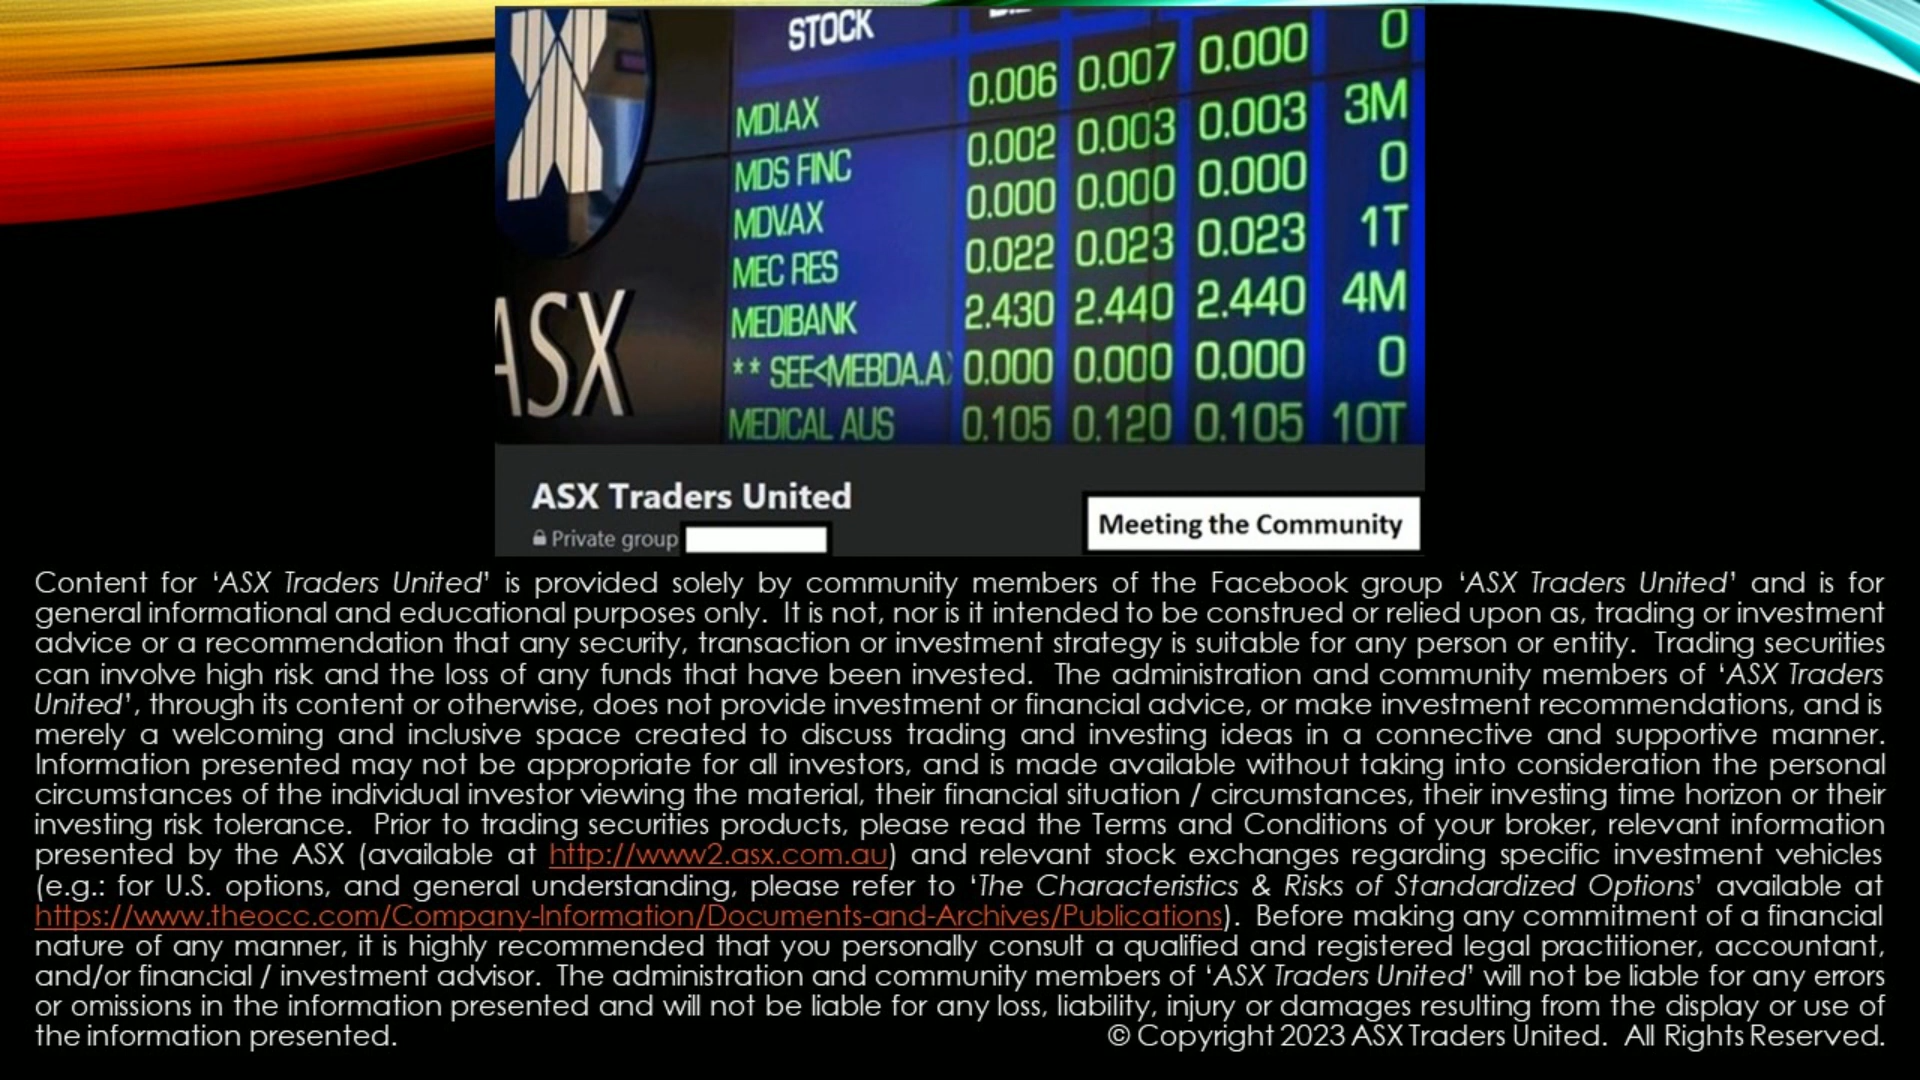 STOCK
0.006 0.007 0.000 0
MDI.AX 0.002 0.003 0.003 3M
MDS FINC 0.000 0.000 0.000 0
MDV.AX 0.022 0.023 0.023 1T
MEC RES 2.430 2.440 2.440 4M
MEDIBANK 0.000 0.000 0.000 0
** SEE<MEBDA.A
MEDICAL AUS 0.105 0.120 0.105 10T
ASX
ASX Traders United
Private group
Meeting the Community
Content for ‘ASX Traders United’ is provided solely by community members of the Facebook group ‘ASX Traders United’ and is for
general informational and educational purposes only. It is not, nor is it intended to be construed or relied upon as, trading or investment
advice or a recommendation that any security, transaction or investment strategy is suitable for any person or entity. Trading securities
can involve high risk and the loss of any funds that have been invested. The administration and community members of ‘ASX Traders
United’, through its content or otherwise, does not provide investment or financial advice, or make investment recommendations, and is
merely a welcoming and inclusive space created to discuss trading and investing ideas in a connective and supportive manner.
Information presented may not be appropriate for all investors, and is made available without taking into consideration the personal
circumstances of the individual investor viewing the material, their financial situation / circumstances, their investing time horizon or their
investing risk tolerance. Prior to trading securities products, please read the Terms and Conditions of your broker, relevant information
presented by the ASX (available at http://www2.asx.com.au) and relevant stock exchanges regarding specific investment vehicles
(e.g.: for U.S. options, and general understanding, please refer to ‘The Characteristics & Risks of Standardized Options’ available at
https://www.theocc.com/Company-Information/Documents-and-Archives/Publications). Before making any commitment of a financial
nature of any manner, it is highly recommended that you personally consult a qualified and registered legal practitioner, accountant,
and/or financial / investment advisor. The administration and community members of ‘ASX Traders United’ will not be liable for any errors
or omissions in the information presented and will not be liable for any loss, liability, injury or damages resulting from the display or use of
the information presented. © Copyright 2023 ASX Traders United. All Rights Reserved.